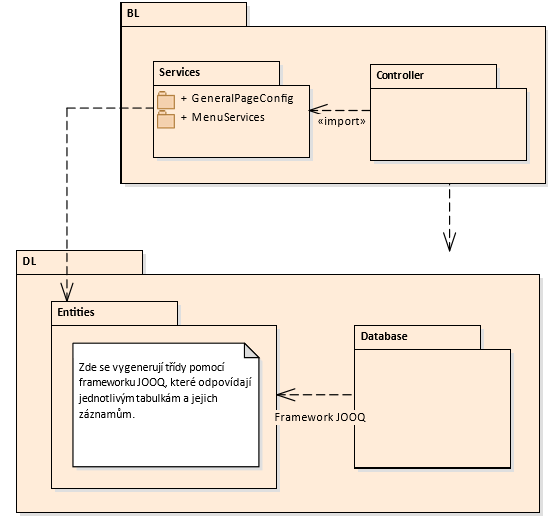 BL
Services
+ GeneralPageConfig
+ MenuServices
Controller
«import»
DL
Entities
Zde se vygenerují třídy pomocí
frameworku JOOQ, které odpovídají
jednotlivým tabulkám a jejich
záznamům.
Database
Framework JOOQ